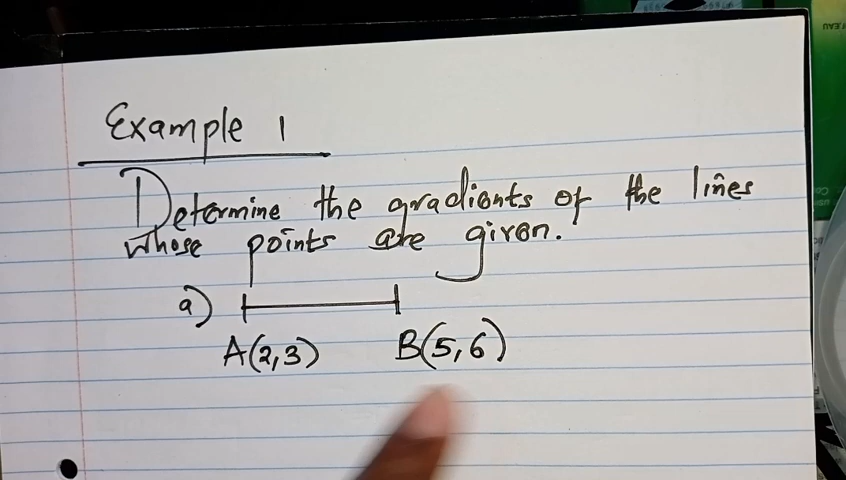 Example 1
Determine the gradients of the lines
whose points are given.
a)
A(2,3) B(5,6)